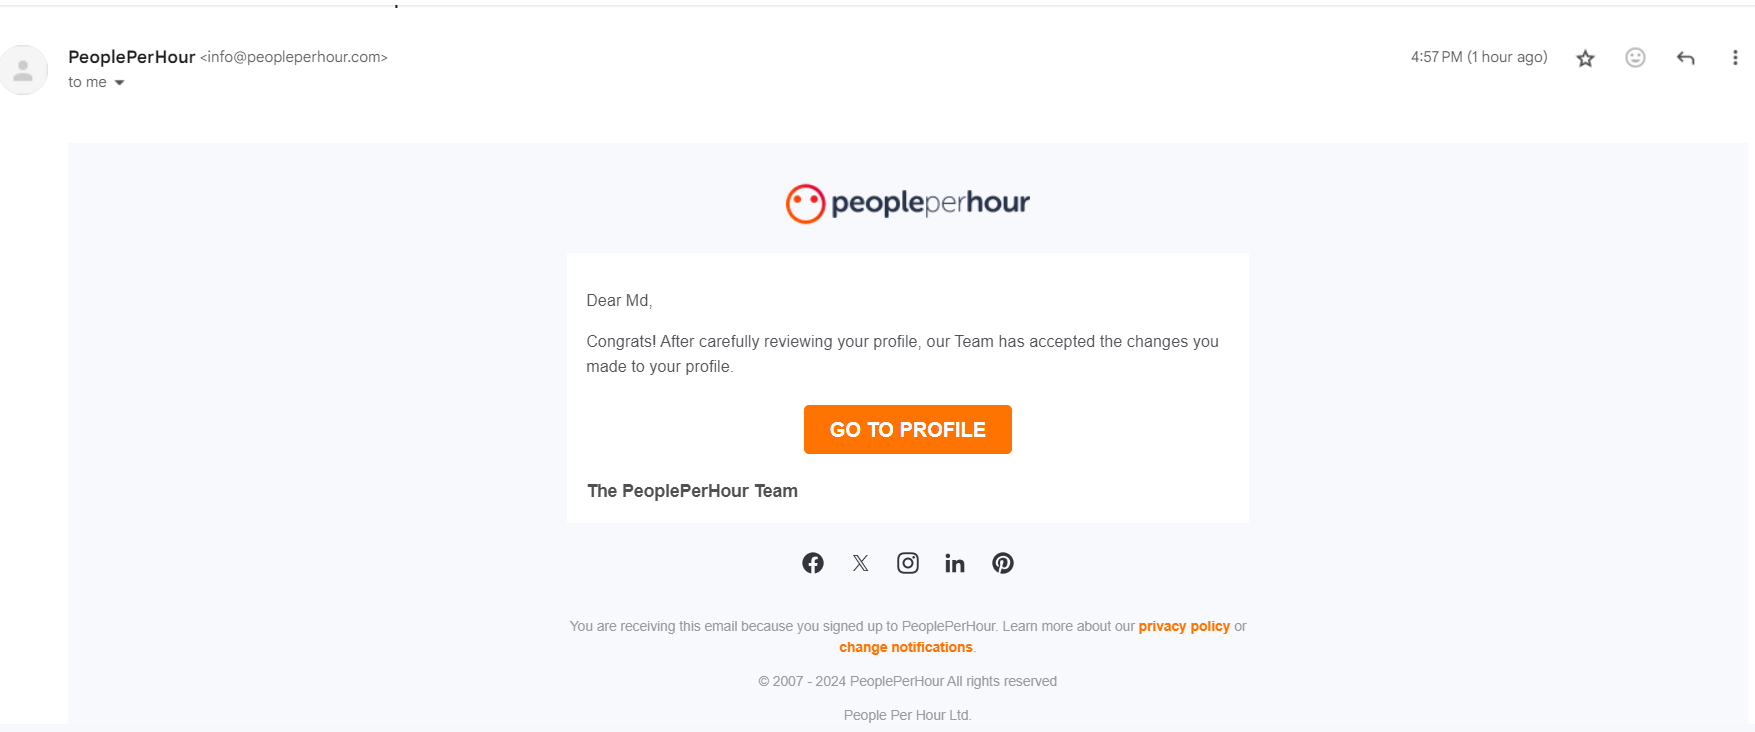 PeoplePerHour <info@peopleperhour.com>
4:57 PM (1 hour ago)
to me
peopleperhour
Dear Md,
Congrats! After carefully reviewing your profile, our Team has accepted the changes you
made to your profile.
GO TO PROFILE
The PeoplePerHour Team
You are receiving this email because you signed up to PeoplePerHour. Learn more about our privacy policy or
change notifications.
© 2007 - 2024 PeoplePerHour All rights reserved
People Per Hour Ltd.